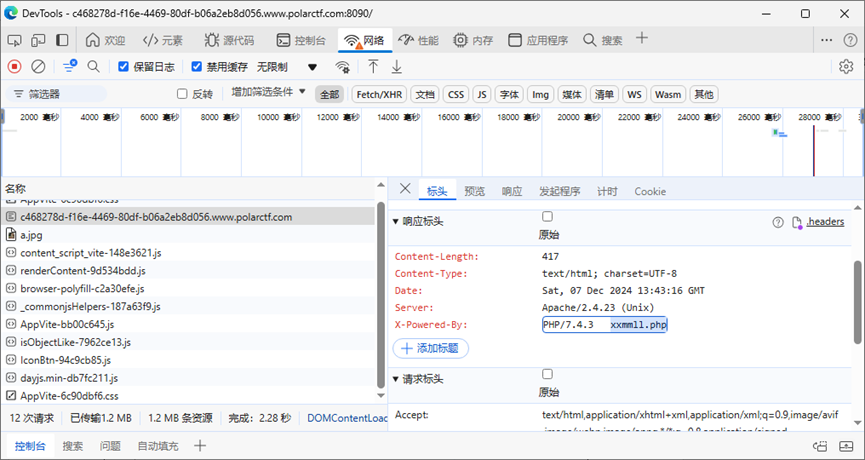 DevTools - c468278d-f16e-4469-80df-b06a2eb8d056.www.polarctf.com:8090/
欢迎 元素 源代码 控制台 网络 性能 内存 应用程序 搜索
保留日志 禁用缓存 无限制
筛选器 反转 增加筛选条件 全部 Fetch/XHR 文档 CSS JS 字体 Img 媒体 清单 WS Wasm 其他
2000 毫秒 4000 毫秒 6000 毫秒 8000 毫秒 10000 毫秒 12000 毫秒 14000 毫秒 16000 毫秒 18000 毫秒 20000 毫秒 22000 毫秒 24000 毫秒 26000 毫秒 28000 毫秒
名称
AppVite-6c90dbf6.css
c468278d-f16e-4469-80df-b06a2eb8d056.www.polarctf.com
a.jpg
content_script_vite-148e3621.js
renderContent-9d534bdd.js
browser-polyfill-c2a30efe.js
_commonjsHelpers-187a63f9.js
AppVite-bb00c645.js
isObjectLike-7962ce13.js
IconBtn-94c9cb85.js
dayjs.min-db7fc211.js
AppVite-6c90dbf6.css
12 次请求 已传输1.2 MB 1.2 MB 条资源 完成：2.28 秒 DOMContentLoad
标头 预览 响应 发起程序 计时 Cookie
响应标头
原始
.headers
Content-Length: 417
Content-Type: text/html; charset=UTF-8
Date: Sat, 07 Dec 2024 13:43:16 GMT
Server: Apache/2.4.23 (Unix)
X-Powered-By: PHP/7.4.3 xxmmll.php
添加标题
请求标头
原始
Accept: text/html,application/xhtml+xml,application/xml;q=0.9,image/avif
控制台 搜索 问题 自动填充